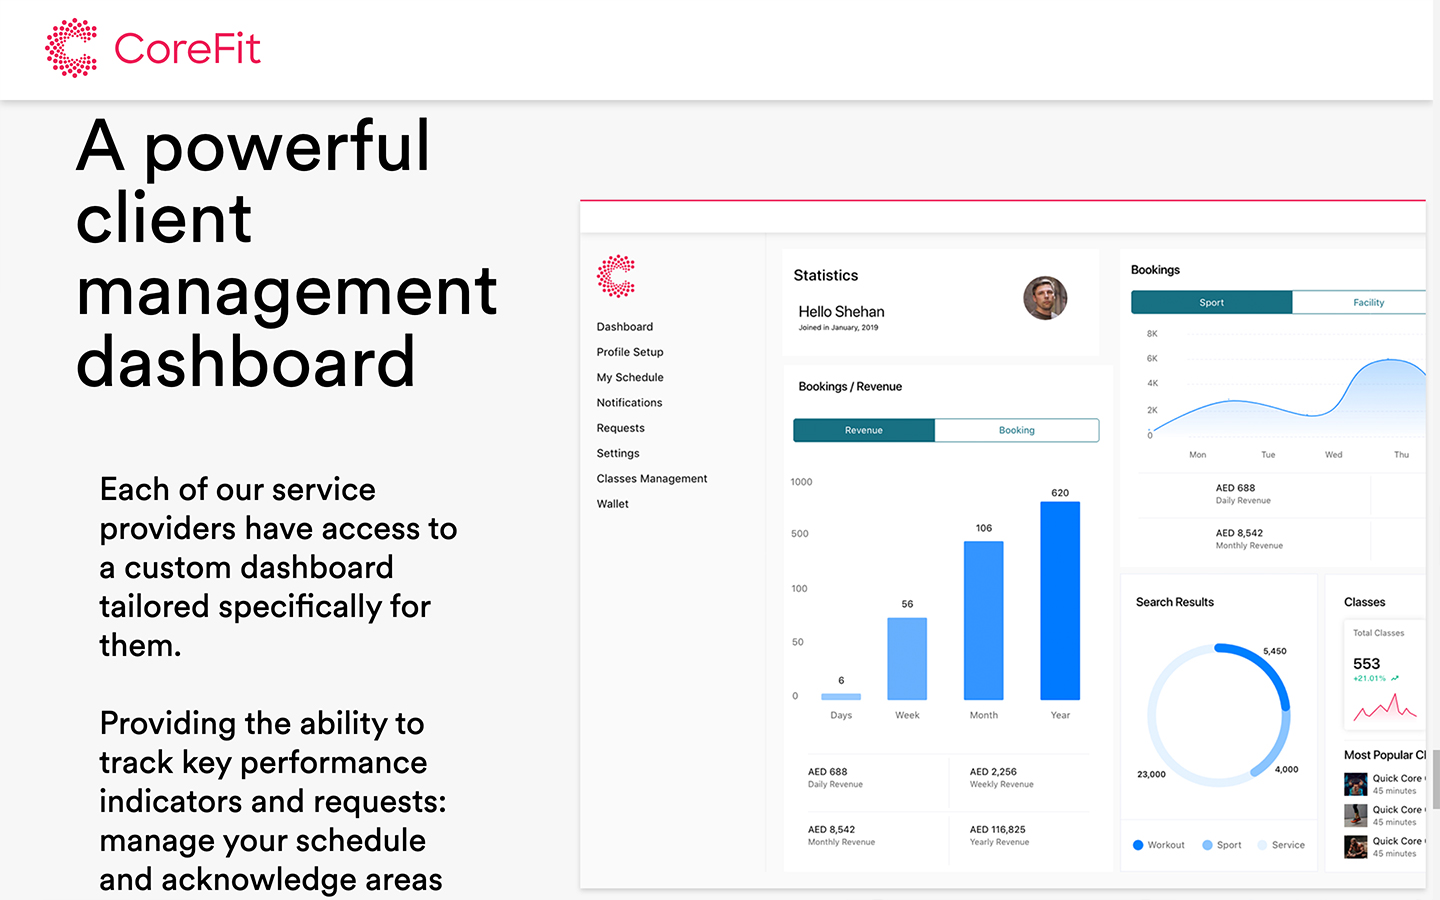 CoreFit
A powerful
client
management
dashboard
Each of our service
providers have access to
a custom dashboard
tailored specifically for
them.
Providing the ability to
track key performance
indicators and requests:
manage your schedule
and acknowledge areas
Dashboard
Profile Setup
My Schedule
Notifications
Requests
Settings
Classes Management
Wallet
Statistics
Hello Shehan
Joined in January, 2019
Bookings / Revenue
Revenue Booking
1000
500
100
50
0
6
56
106
620
Days Week Month Year
AED 688
Daily Revenue
AED 2,256
Weekly Revenue
AED 8,542
Monthly Revenue
AED 116,825
Yearly Revenue
Bookings
Sport Facility
8K
6K
4K
2K
0
Mon Tue Wed Thu
AED 688
Daily Revenue
AED 8,542
Monthly Revenue
Search Results
5,450
4,000
23,000
Workout Sport Service
Classes
Total Classes
553
+21.01%
Most Popular Cl
Quick Core
45 minutes
Quick Core
45 minutes
Quick Core
45 minutes